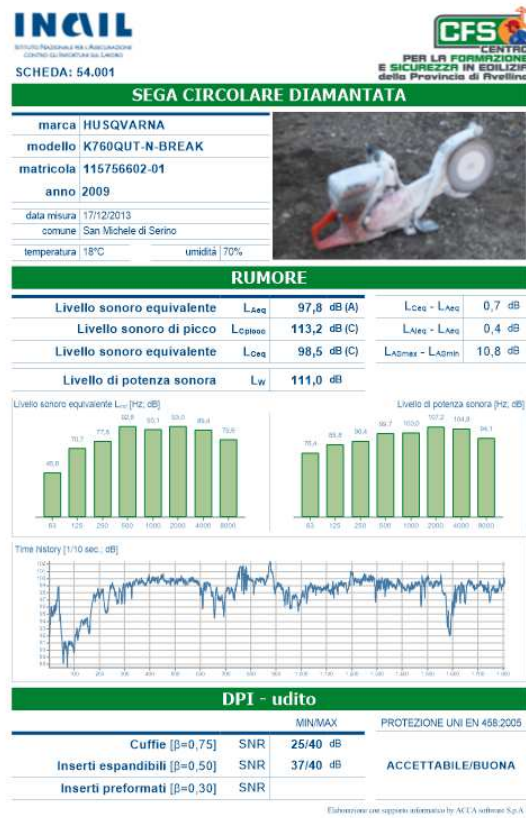 INAIL
ISTITUTO NAZIONALE PER L'ASSICURAZIONE
CONTRO GLI INFORTUNI SUL LAVORO
SCHEDA: 54.001
CFS
CENTRO
PER LA FORMAZIONE
E SICUREZZA IN EDILIZIA
della Provincia di Avellino
SEGA CIRCOLARE DIAMANTATA
marca HUSQVARNA
modello K760QUT-N-BREAK
matricola 115756602-01
anno 2009
data misura 17/12/2013
comune San Michele di Serino
temperatura 18°C umidità 70%
RUMORE
Livello sonoro equivalente LAeq 97,8 dB (A)
Livello sonoro di picco LCpicco 113,2 dB (C)
Livello sonoro equivalente LCeq 98,5 dB (C)
Livello di potenza sonora LW 111,0 dB
LCeq - LAeq 0,7 dB
LAIeq - LAeq 0,4 dB
LASmax - LASmin 10,8 dB
Livello sonoro equivalente [Hz; dB]
63 125 250 500 1000 2000 4000 8000
Livello di potenza sonora [Hz; dB]
63 125 250 500 1000 2000 4000 8000
Time history [1/10 sec.; dB]
DPI - udito
MIN/MAX
Cuffie [β=0,75] SNR 25/40 dB
Inserti espandibili [β=0,50] SNR 37/40 dB
Inserti preformati [β=0,30] SNR
PROTEZIONE UNI EN 458:2005
ACCETTABILE/BUONA
Elaborazione con supporto informatico by ACCA software S.p.A.